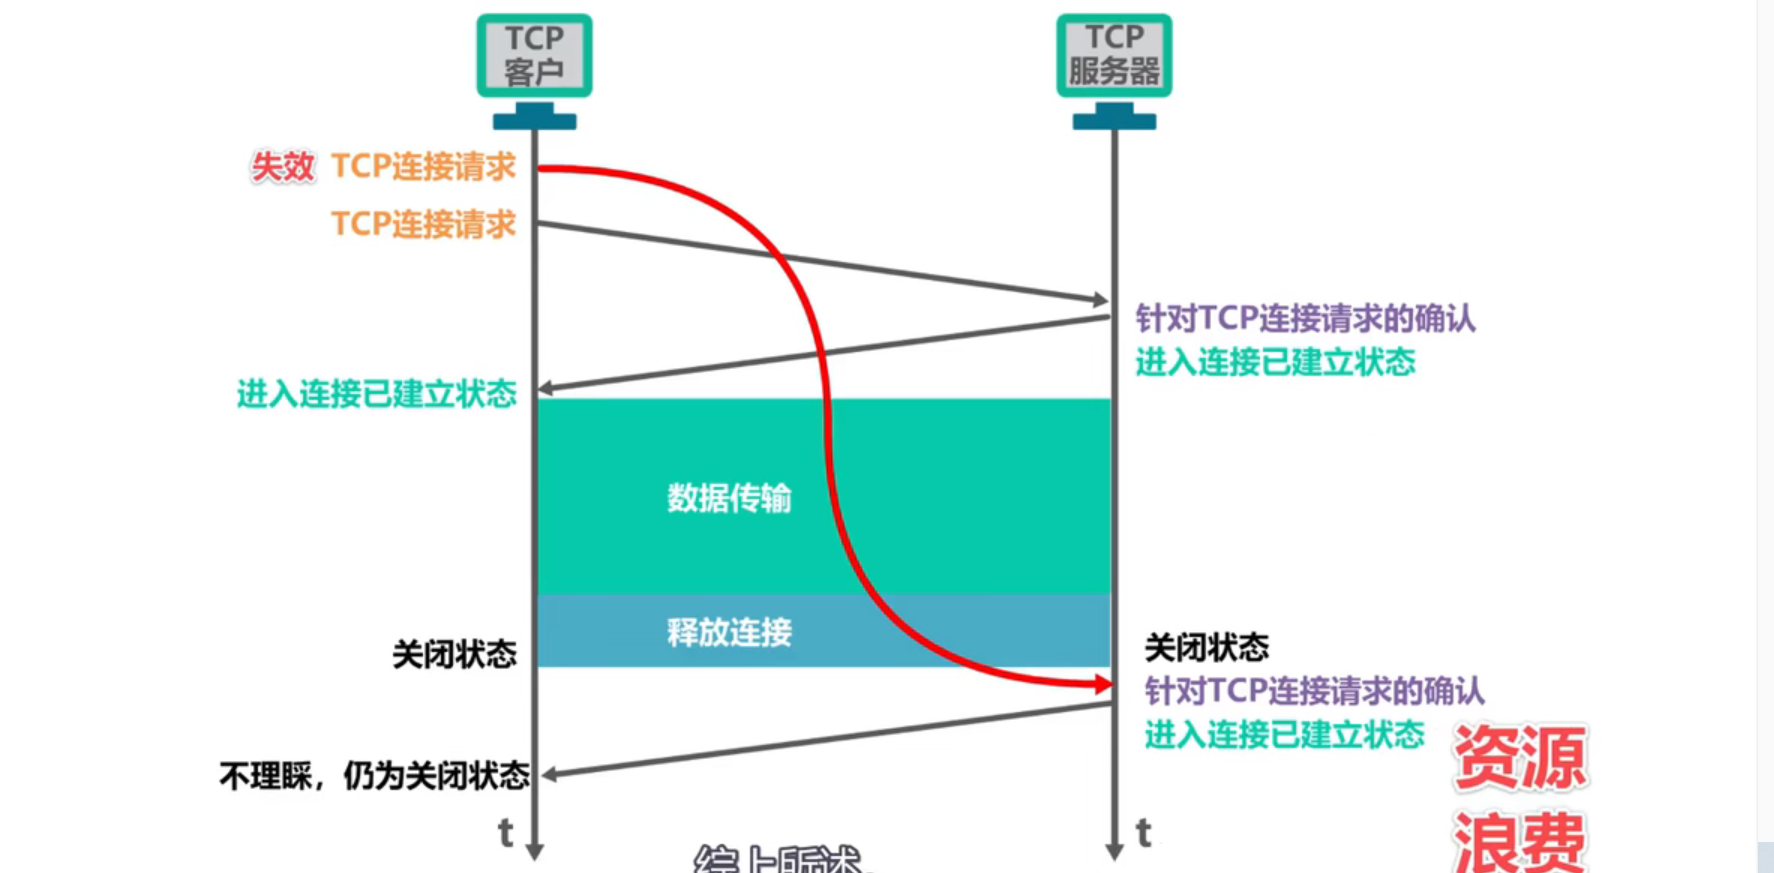 TCP
客户
TCP
服务器
失效 TCP连接请求
TCP连接请求
针对TCP连接请求的确认
进入连接已建立状态
进入连接已建立状态
数据传输
释放连接
关闭状态
关闭状态
针对TCP连接请求的确认
进入连接已建立状态
资源
浪费
不理睬，仍为关闭状态
t
t
综上所述，